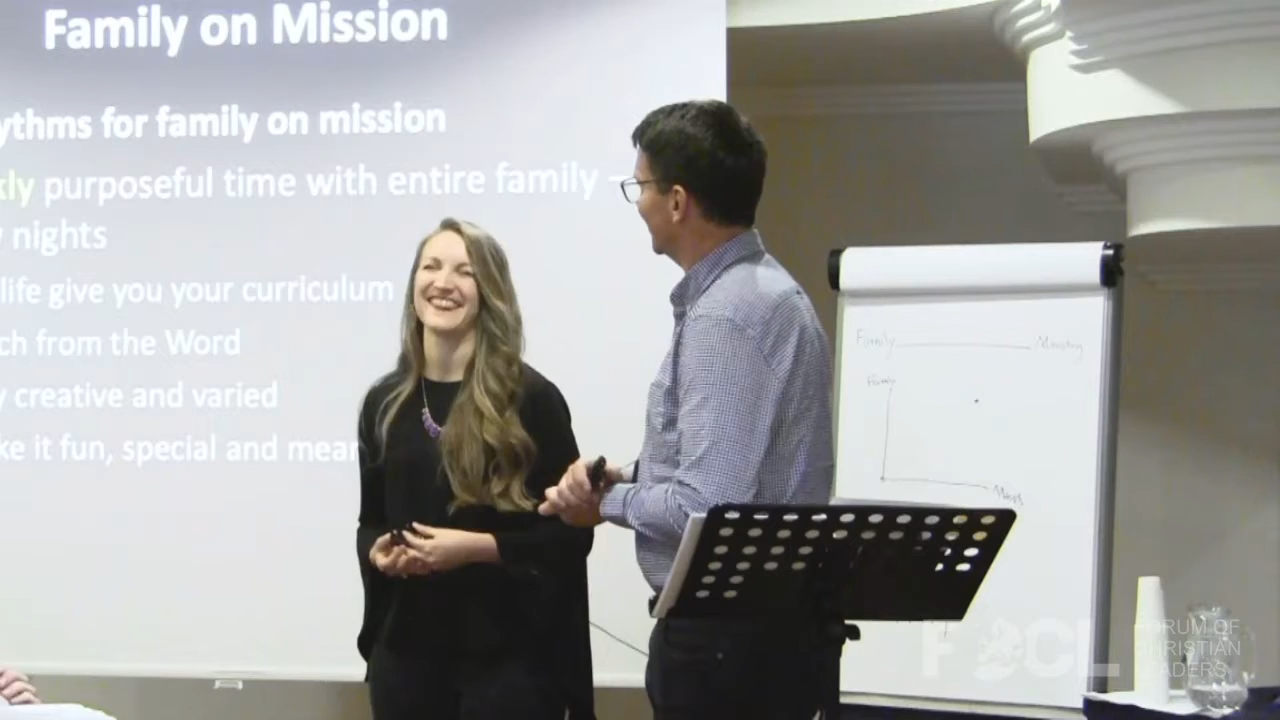 Family on Mission
ythms for family on mission
kly purposeful time with entire family –
y nights
life give you your curriculum
ch from the Word
y creative and varied
ke it fun, special and mean
Family Ministry
Family
FOCL FORUM OF
CHRISTIAN
LEADERS